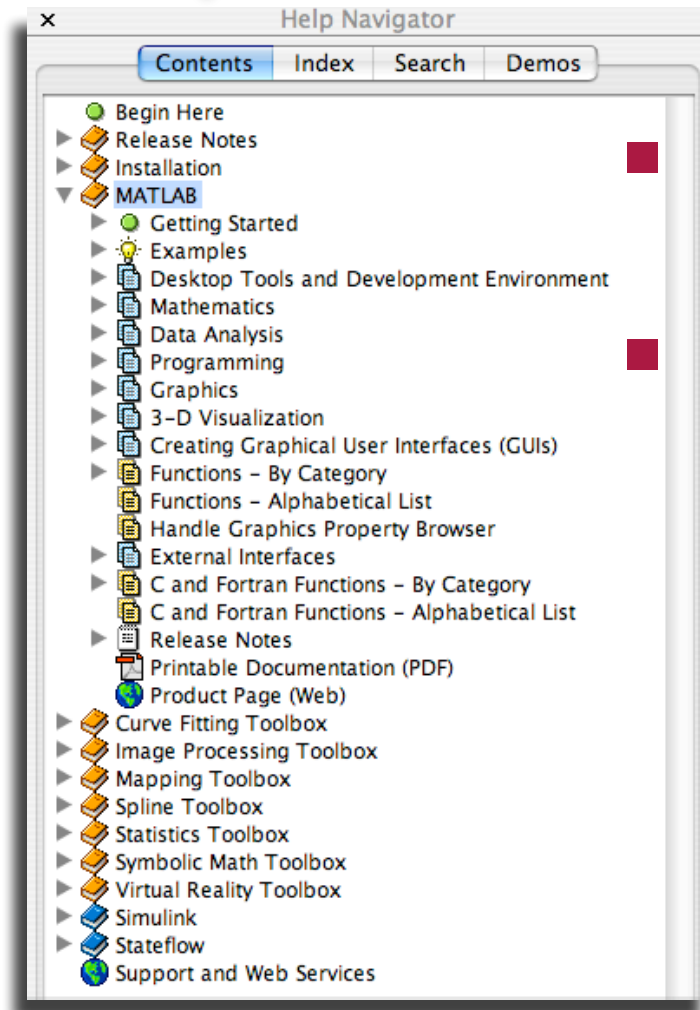 Help Navigator
Contents Index Search Demos
Begin Here
Release Notes
Installation
MATLAB
Getting Started
Examples
Desktop Tools and Development Environment
Mathematics
Data Analysis
Programming
Graphics
3-D Visualization
Creating Graphical User Interfaces (GUIs)
Functions – By Category
Functions – Alphabetical List
Handle Graphics Property Browser
External Interfaces
C and Fortran Functions – By Category
C and Fortran Functions – Alphabetical List
Release Notes
Printable Documentation (PDF)
Product Page (Web)
Curve Fitting Toolbox
Image Processing Toolbox
Mapping Toolbox
Spline Toolbox
Statistics Toolbox
Symbolic Math Toolbox
Virtual Reality Toolbox
Simulink
Stateflow
Support and Web Services